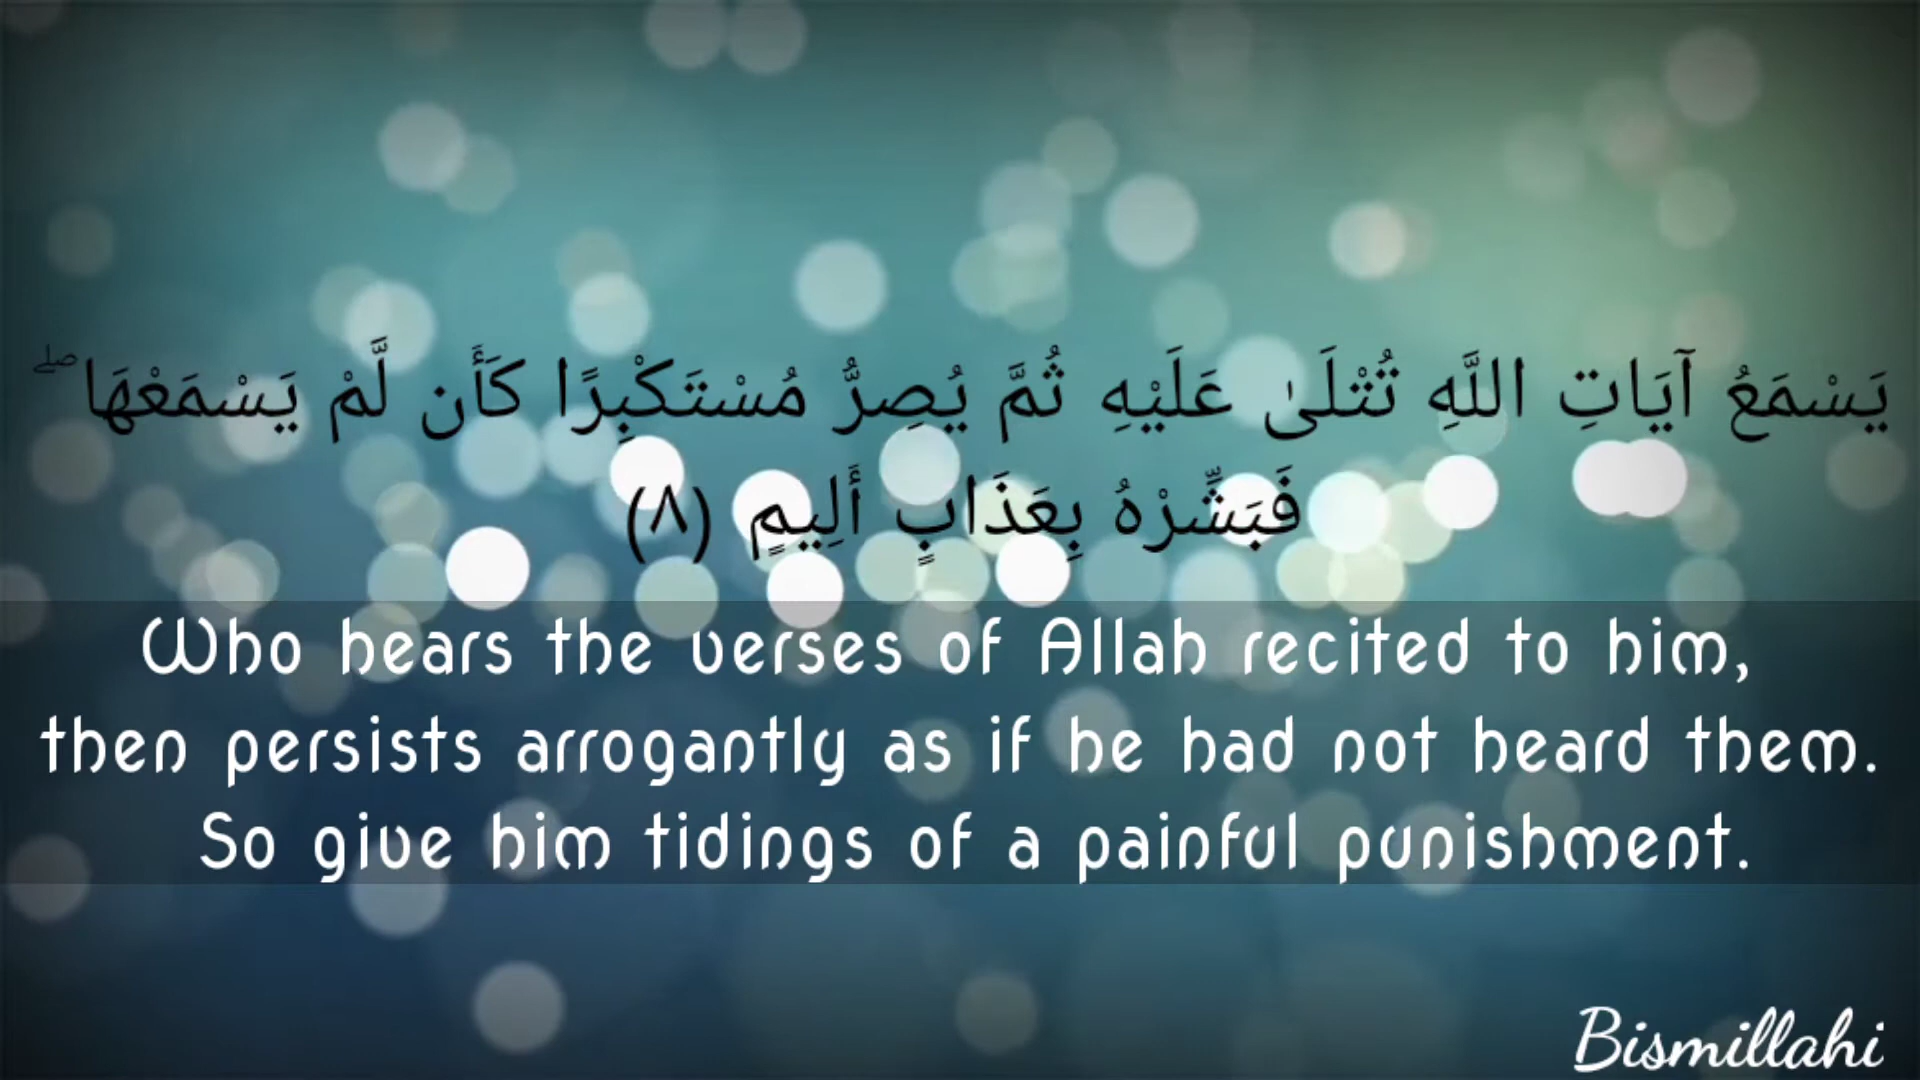 يَسْمَعُ آيَاتِ اللَّهِ تُتْلَىٰ عَلَيْهِ ثُمَّ يُصِرُّ مُسْتَكْبِرًا كَأَن لَّمْ يَسْمَعْهَا ۖ
فَبَشِّرْهُ بِعَذَابٍ أَلِيمٍ (٨)
Who hears the verses of Allah recited to him,
then persists arrogantly as if he had not heard them.
So give him tidings of a painful punishment.
Bismillahi